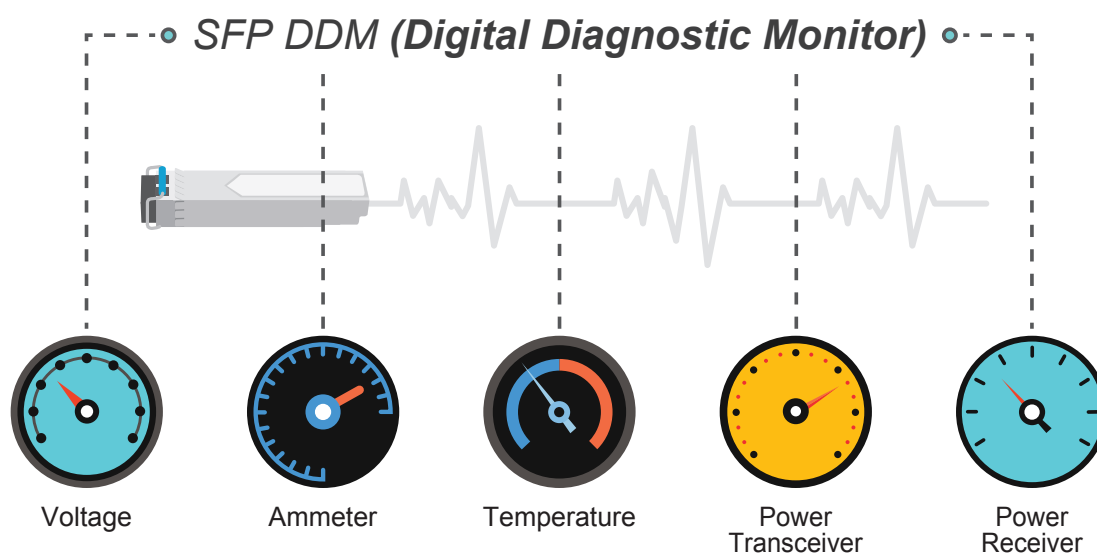 SFP DDM (Digital Diagnostic Monitor)
Voltage
Ammeter
Temperature
Power
Transceiver
Power
Receiver